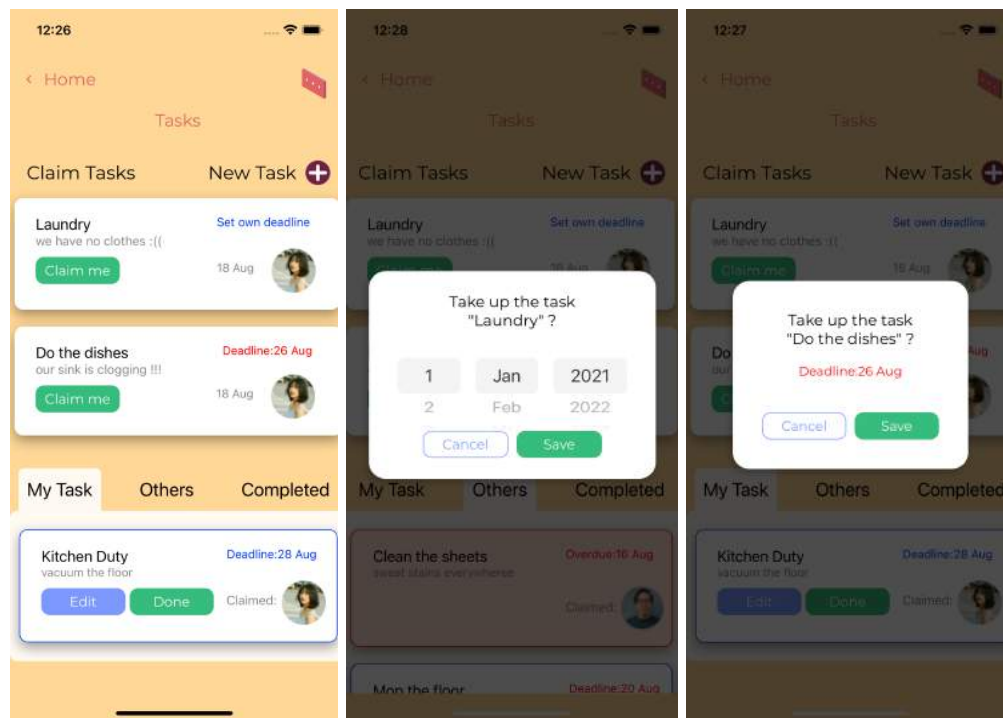 12:26
< Home
Tasks
Claim Tasks New Task
Laundry Set own deadline
we have no clothes :((
Claim me 18 Aug
Do the dishes Deadline:26 Aug
our sink is clogging !!!
Claim me 18 Aug
My Task Others Completed
Kitchen Duty Deadline:28 Aug
vacuum the floor
Edit Done Claimed:
12:28
< Home
Tasks
Claim Tasks New Task
Laundry Set own deadline
we have no clothes :((
Take up the task
"Laundry" ?
1 Jan 2021
2 Feb 2022
Cancel Save
My Task Others Completed
Clean the sheets Overdue:16 Aug
sweat stains everywheree
Claimed:
Mop the floor Deadline:20 Aug
12:27
< Home
Tasks
Claim Tasks New Task
Laundry Set own deadline
we have no clothes :((
Claim me 18 Aug
Do Aug
our
Take up the task
"Do the dishes" ?
Deadline:26 Aug
Cancel Save
My Task Others Completed
Kitchen Duty Deadline:28 Aug
vacuum the floor
Edit Done Claimed: